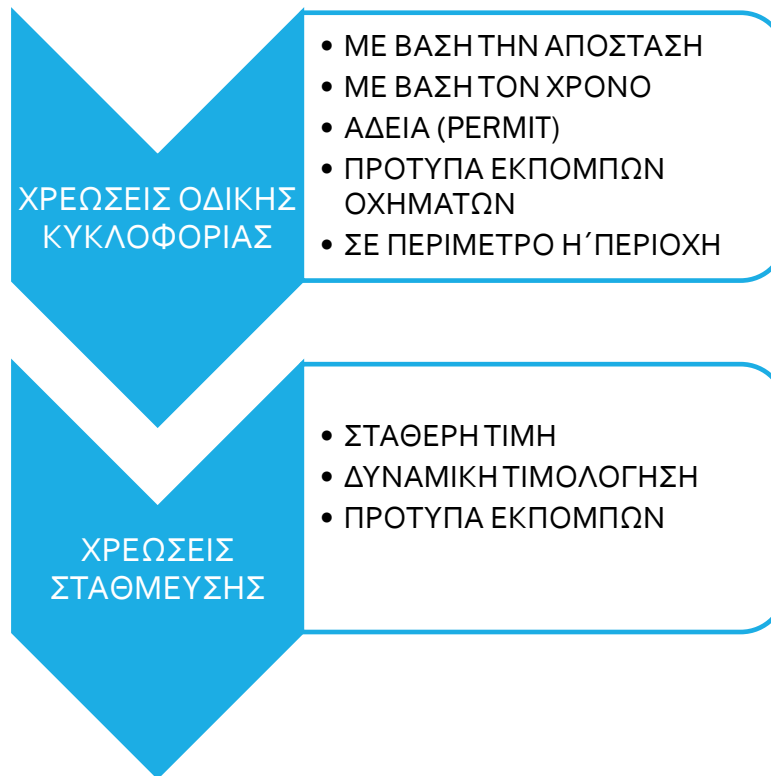 ΧΡΕΩΣΕΙΣ ΟΔΙΚΗΣ
ΚΥΚΛΟΦΟΡΙΑΣ
• ΜΕ ΒΑΣΗ ΤΗΝ ΑΠΟΣΤΑΣΗ
• ΜΕ ΒΑΣΗ ΤΟΝ ΧΡΟΝΟ
• ΑΔΕΙΑ (PERMIT)
• ΠΡΟΤΥΠΑ ΕΚΠΟΜΠΩΝ
ΟΧΗΜΑΤΩΝ
• ΣΕ ΠΕΡΙΜΕΤΡΟ Η΄ΠΕΡΙΟΧΗ
ΧΡΕΩΣΕΙΣ
ΣΤΑΘΜΕΥΣΗΣ
• ΣΤΑΘΕΡΗ ΤΙΜΗ
• ΔΥΝΑΜΙΚΗ ΤΙΜΟΛΟΓΗΣΗ
• ΠΡΟΤΥΠΑ ΕΚΠΟΜΠΩΝ